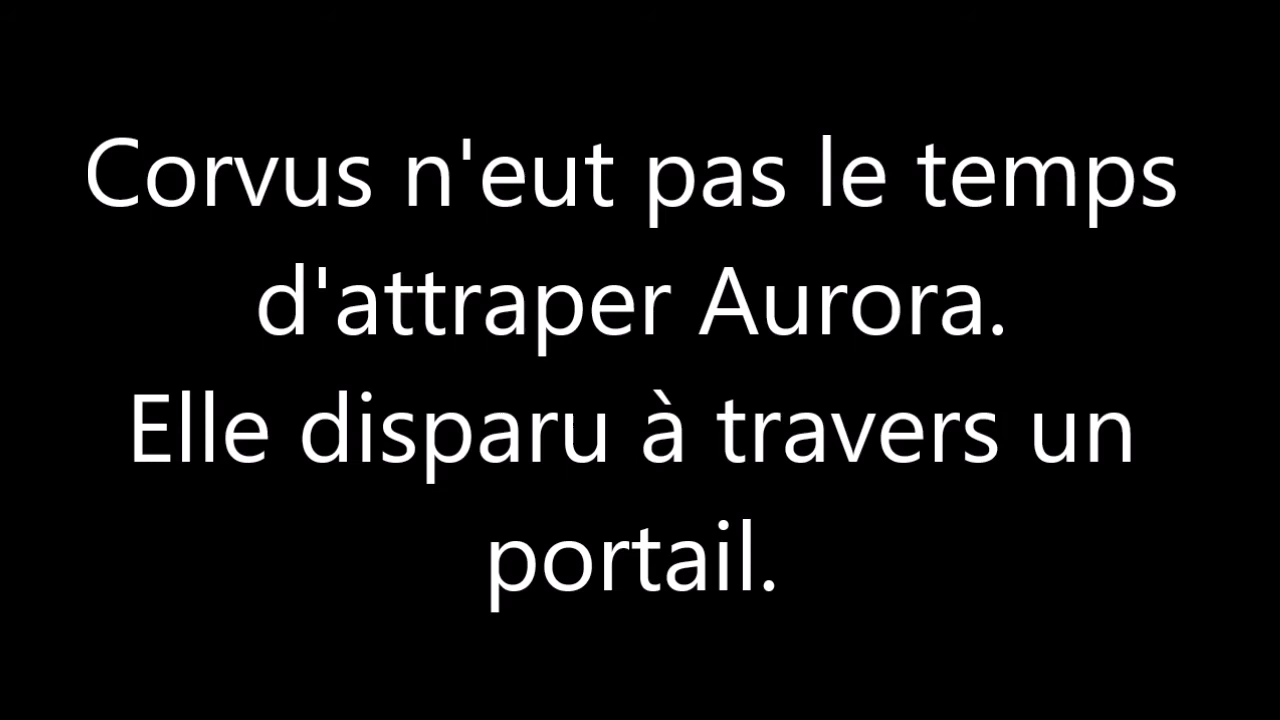 Corvus n'eut pas le temps
d'attraper Aurora.
Elle disparu à travers un
portail.